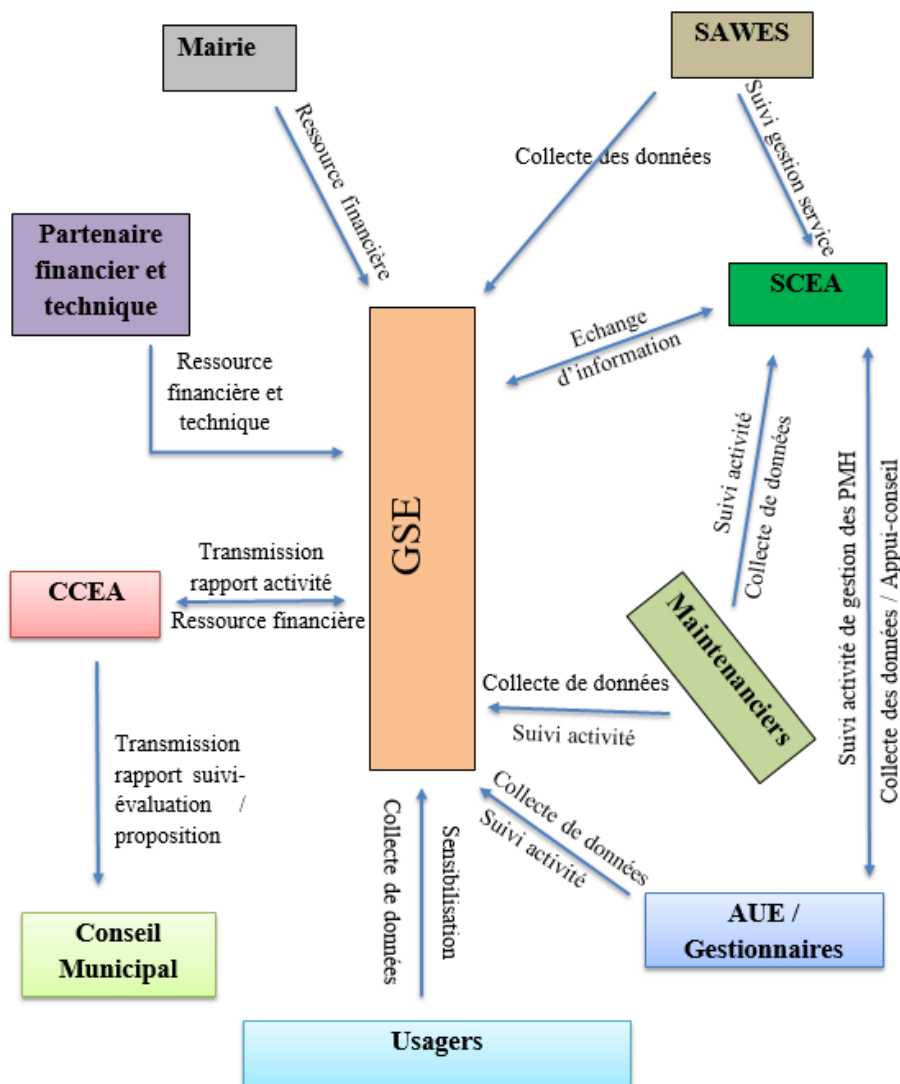 Mairie
SAWES
Ressource financière
Collecte des données
Suivi gestion service
Partenaire
financier et
technique
SCEA
Echange
d'information
Ressource
financière et
technique
GSE
Suivi activité
Collecte de données
Suivi activité de gestion des PMH
Collecte des données / Appui-conseil
Transmission
rapport activité
CCEA
Ressource financière
Maintenanciers
Collecte de données
Suivi activité
Transmission
rapport suivi-
évaluation /
proposition
Collecte de données
Suivi activité
Sensibilisation
Collecte de données
Conseil
Municipal
AUE /
Gestionnaires
Usagers